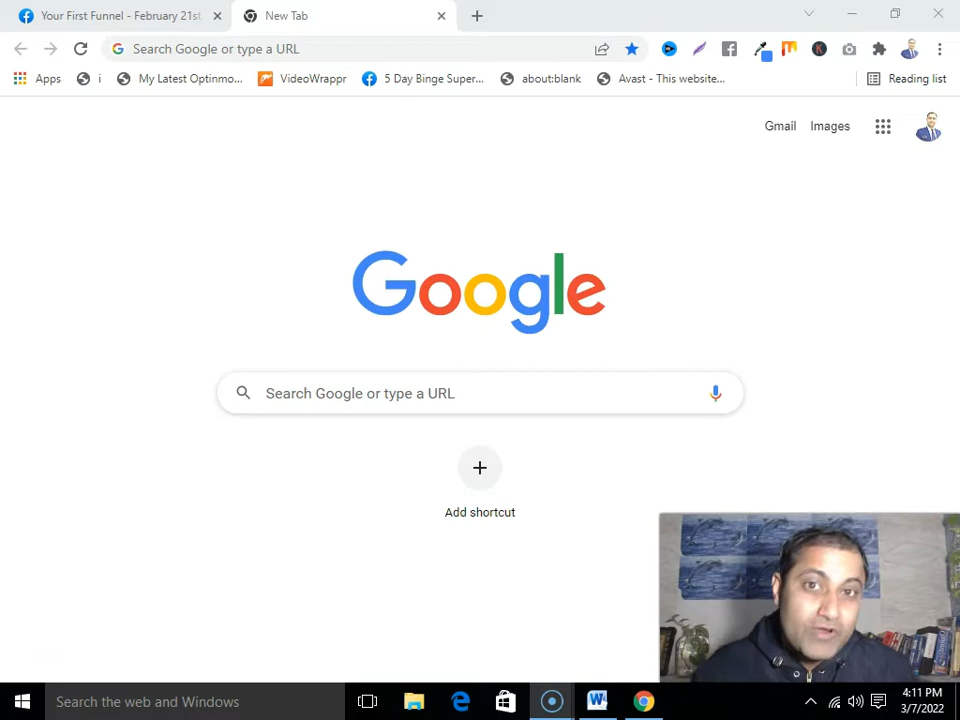 Your First Funnel - February 21st
New Tab
Search Google or type a URL
Apps
i
My Latest Optinmo...
VideoWrappr
5 Day Binge Super...
about:blank
Avast - This website...
Reading list
Gmail
Images
Google
Search Google or type a URL
Add shortcut
Search the web and Windows
4:11 PM
3/7/2022